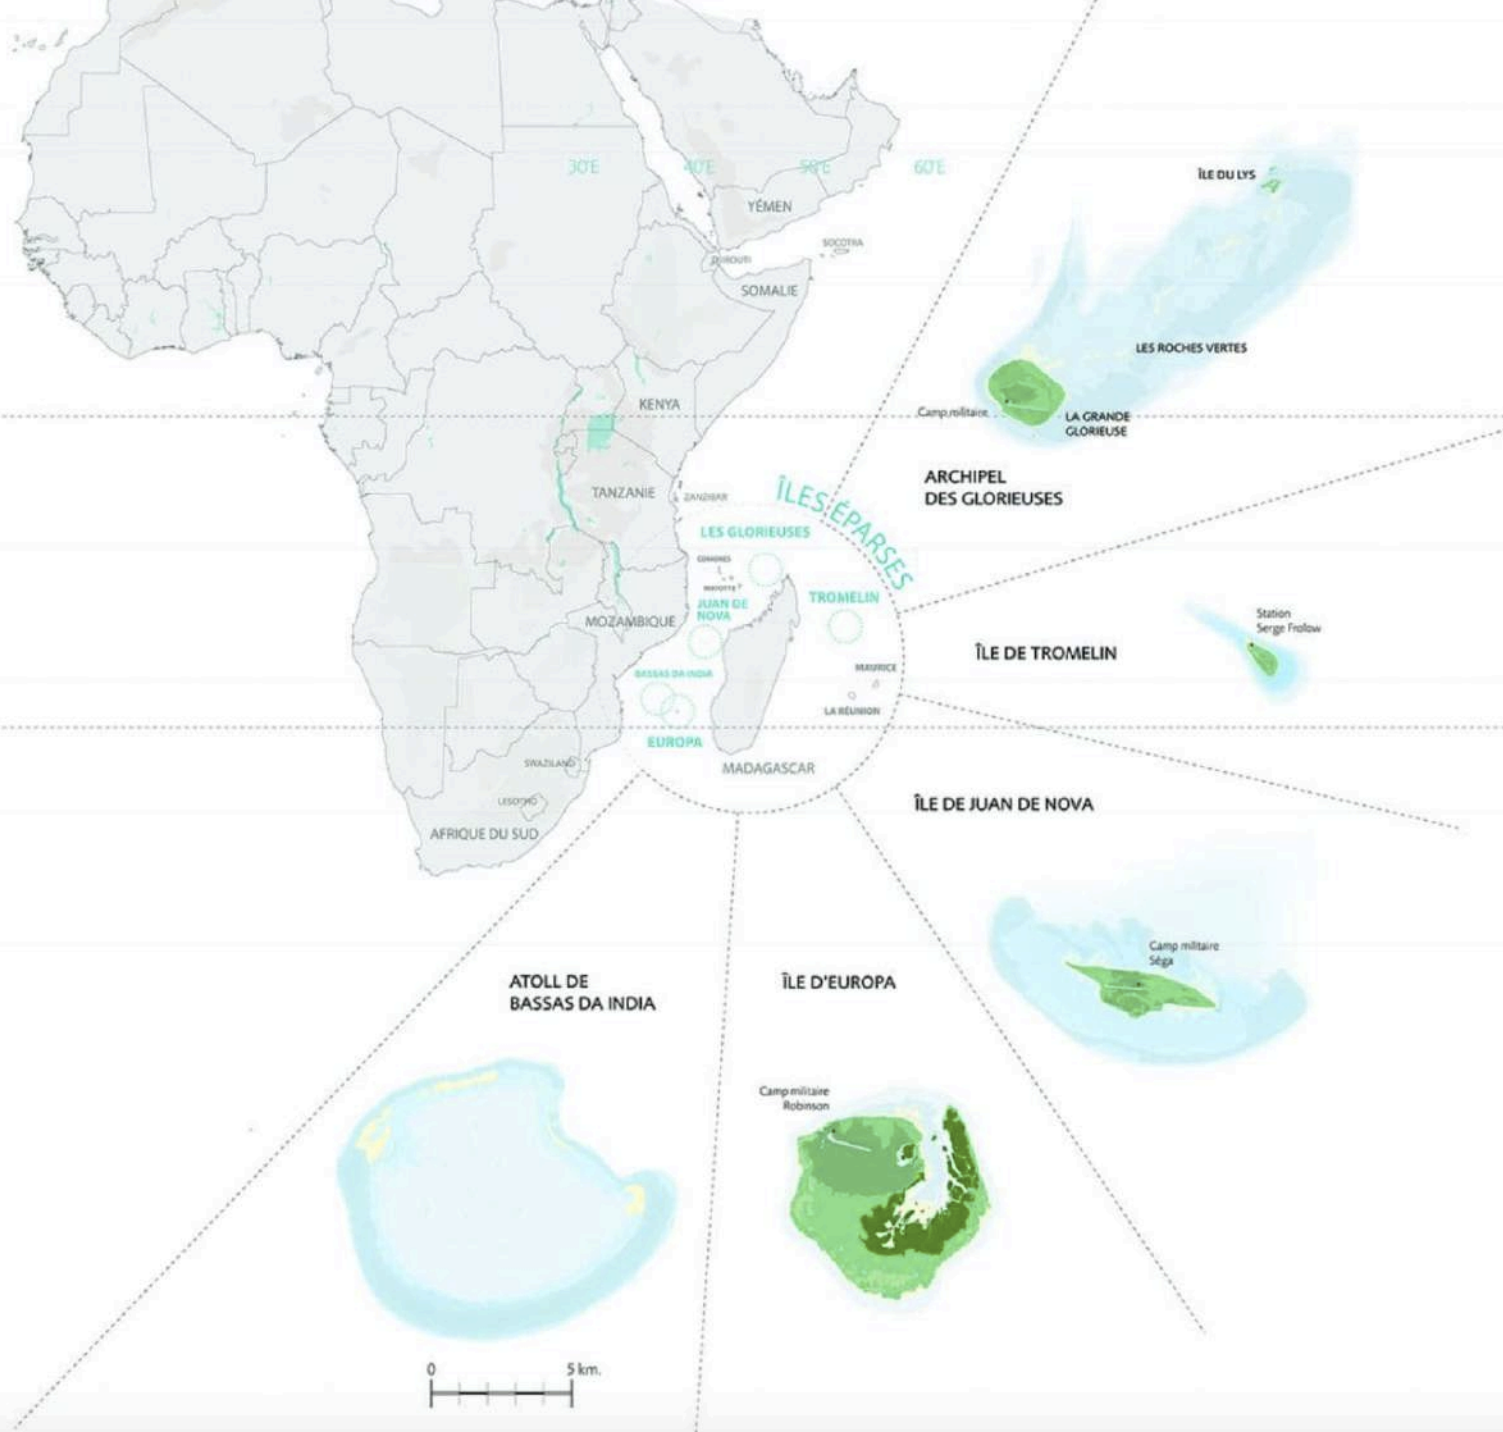 30°E
40°E
50°E
60°E
ÎLE DU LYS
YÉMEN
SOCOTRA
DJIBOUTI
SOMALIE
LES ROCHES VERTES
KENYA
Camp militaire
LA GRANDE
GLORIEUSE
ARCHIPEL
DES GLORIEUSES
TANZANIE
ZANZIBAR
ÎLES ÉPARSES
LES GLORIEUSES
COMORES
MAYOTTE
TROMELIN
JUAN DE
NOVA
MOZAMBIQUE
Station
Serge Frolow
ÎLE DE TROMELIN
MAURICE
BASSAS DA INDIA
LA RÉUNION
EUROPA
SWAZILAND
MADAGASCAR
LESOTHO
AFRIQUE DU SUD
ÎLE DE JUAN DE NOVA
Camp militaire
Séga
ATOLL DE
BASSAS DA INDIA
ÎLE D'EUROPA
Camp militaire
Robinson
0
5 km.